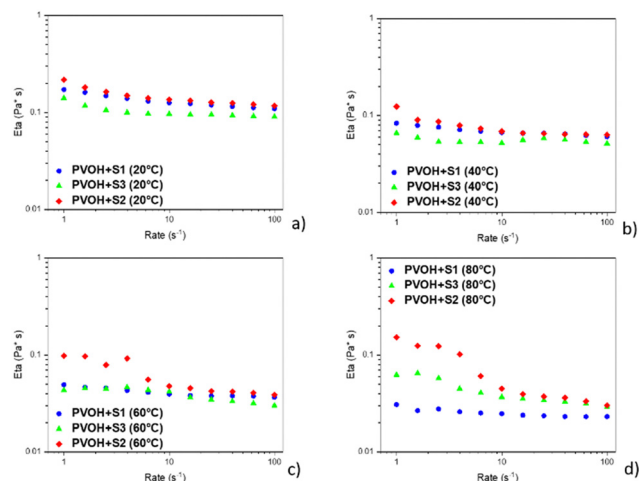 1
Eta (Pa* s)
0.1
PVOH+S1 (20°C)
PVOH+S3 (20°C)
PVOH+S2 (20°C)
0.01
1 10 100
Rate (s⁻¹)
a)
1
Eta (Pa* s)
0.1
PVOH+S1 (40°C)
PVOH+S3 (40°C)
PVOH+S2 (40°C)
0.01
1 10 100
Rate (s⁻¹)
b)
1
Eta (Pa* s)
0.1
PVOH+S1 (60°C)
PVOH+S3 (60°C)
PVOH+S2 (60°C)
0.01
1 10 100
Rate (s⁻¹)
c)
1
PVOH+S1 (80°C)
PVOH+S3 (80°C)
PVOH+S2 (80°C)
Eta (Pa* s)
0.1
0.01
1 10 100
Rate (s⁻¹)
d)